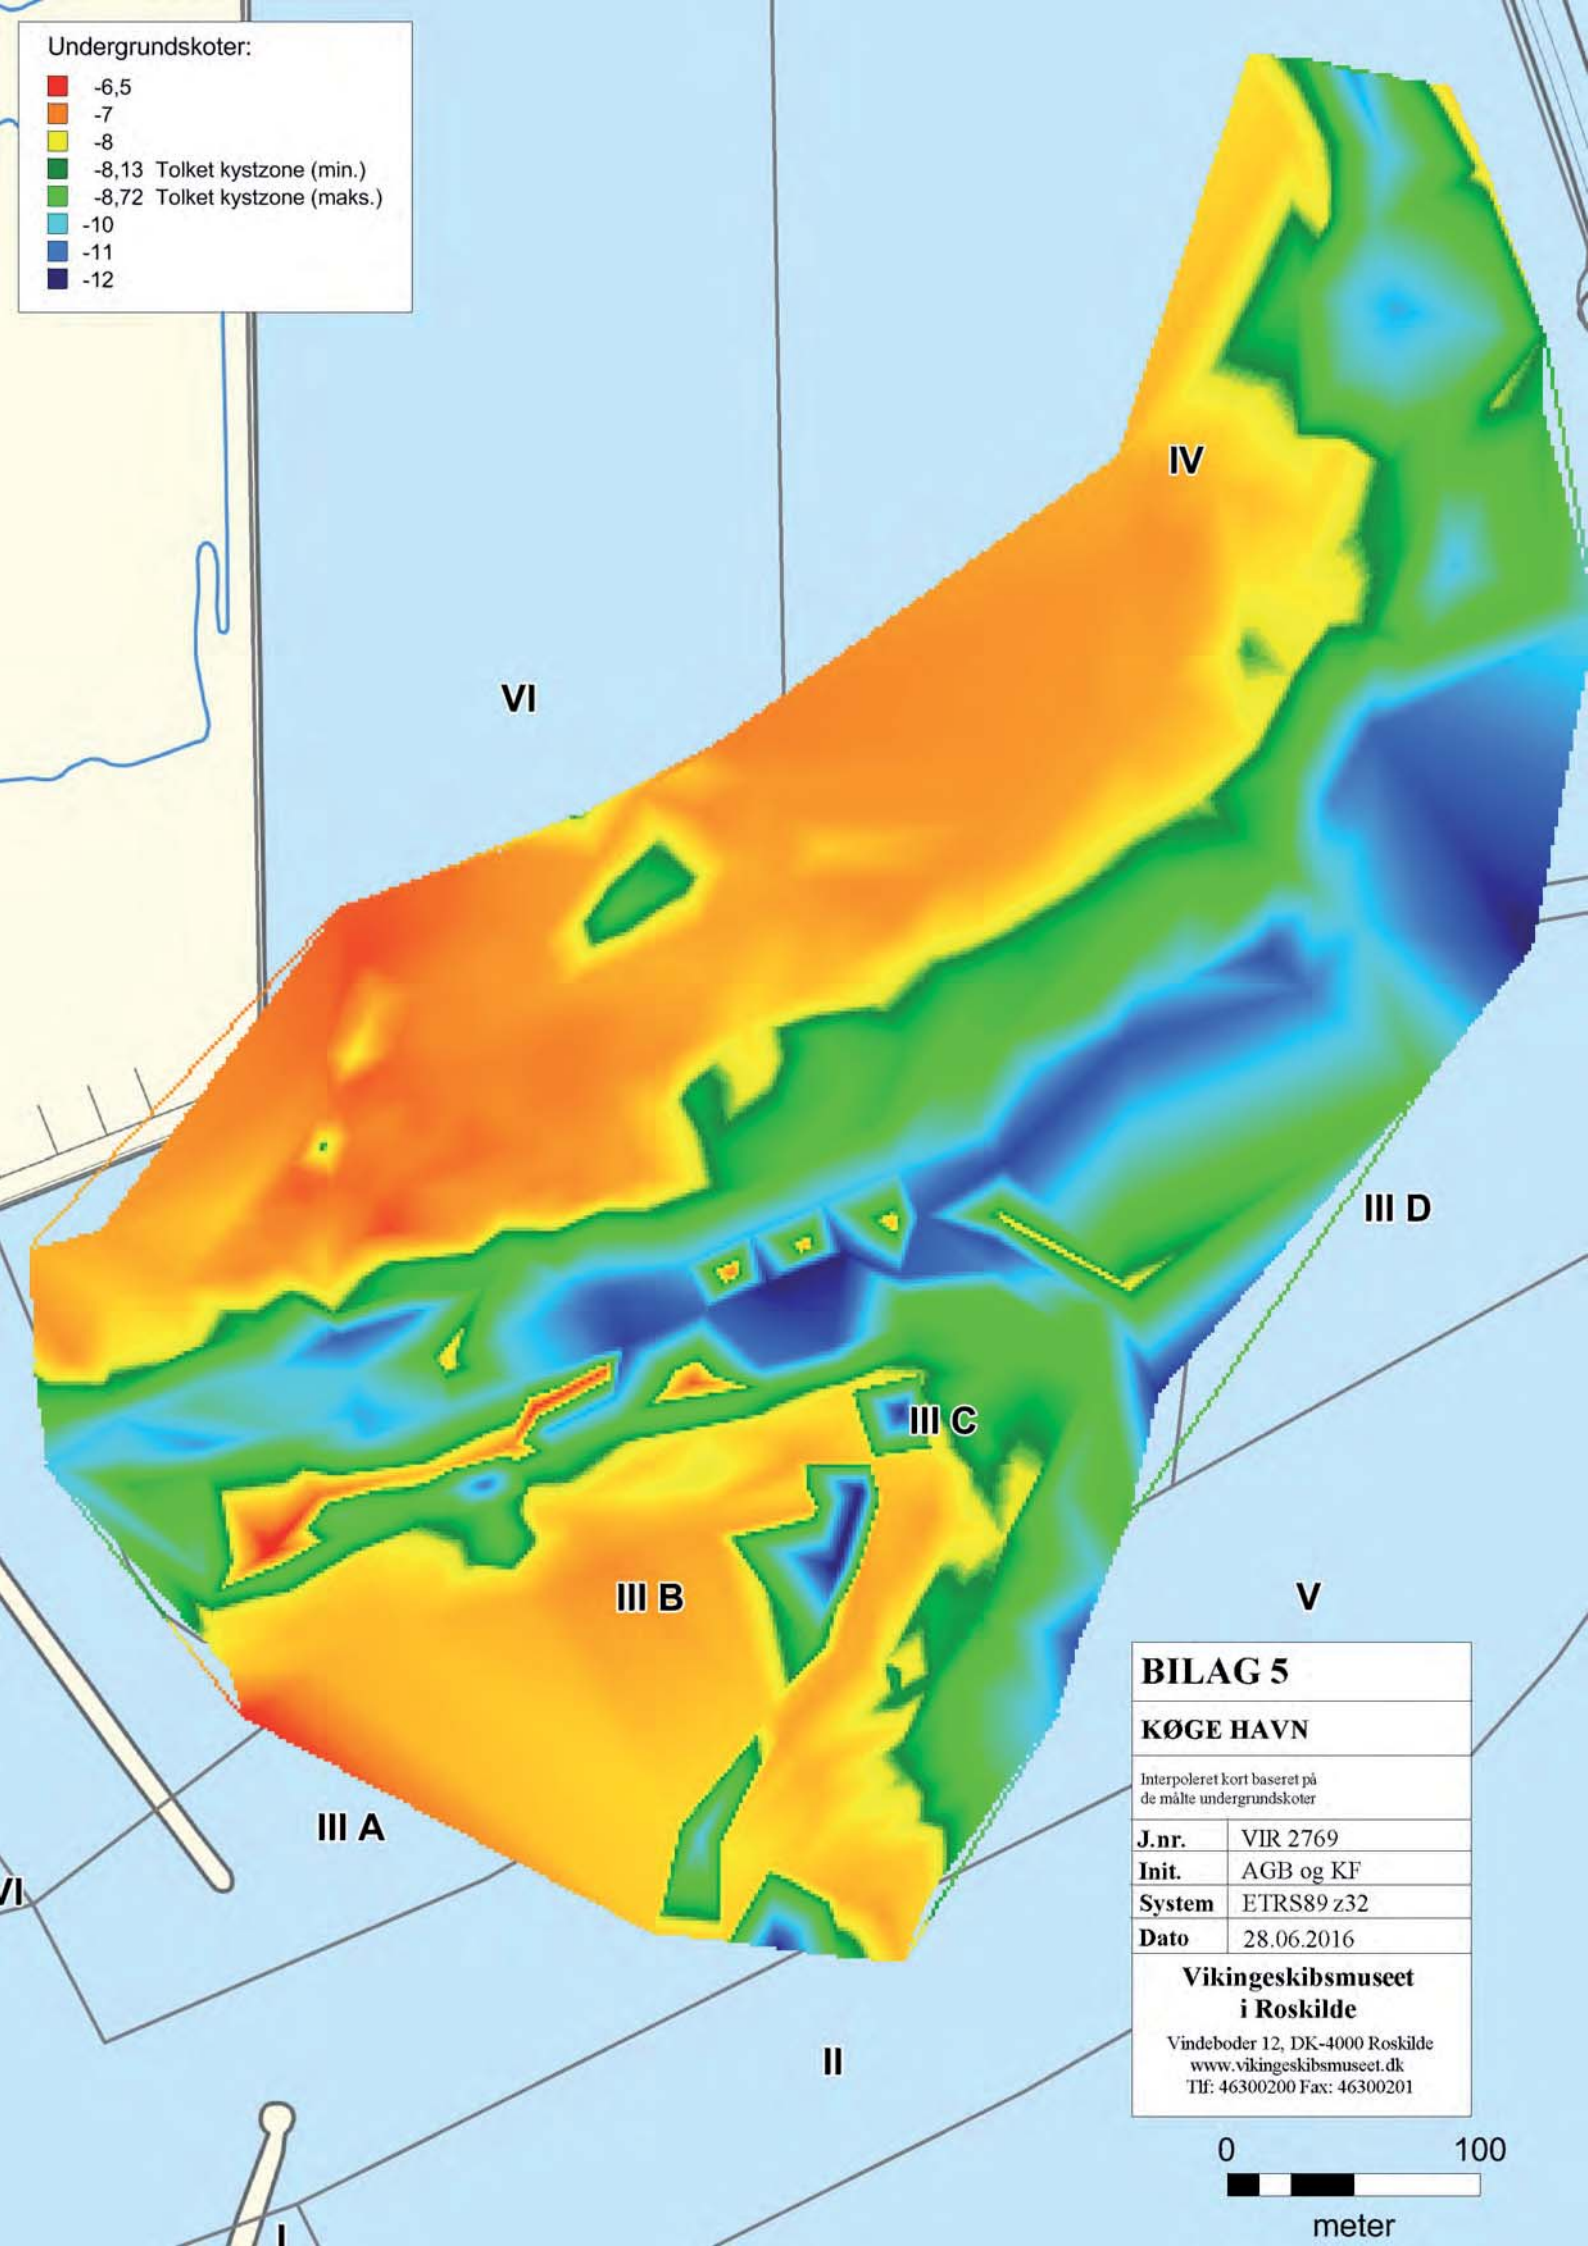 Undergrundskoter:
-6,5
-7
-8
-8,13 Tolket kystzone (min.)
-8,72 Tolket kystzone (maks.)
-10
-11
-12
IV
VI
III D
III C
III B
V
III A
VI
II
I
BILAG 5
KØGE HAVN
Interpoleret kort baseret på
de målte undergrundskoter
J.nr. VIR 2769
Init. AGB og KF
System ETRS89 z32
Dato 28.06.2016
Vikingeskibsmuseet
i Roskilde
Vindeboder 12, DK-4000 Roskilde
www.vikingeskibsmuseet.dk
Tlf: 46300200 Fax: 46300201
0 100
meter